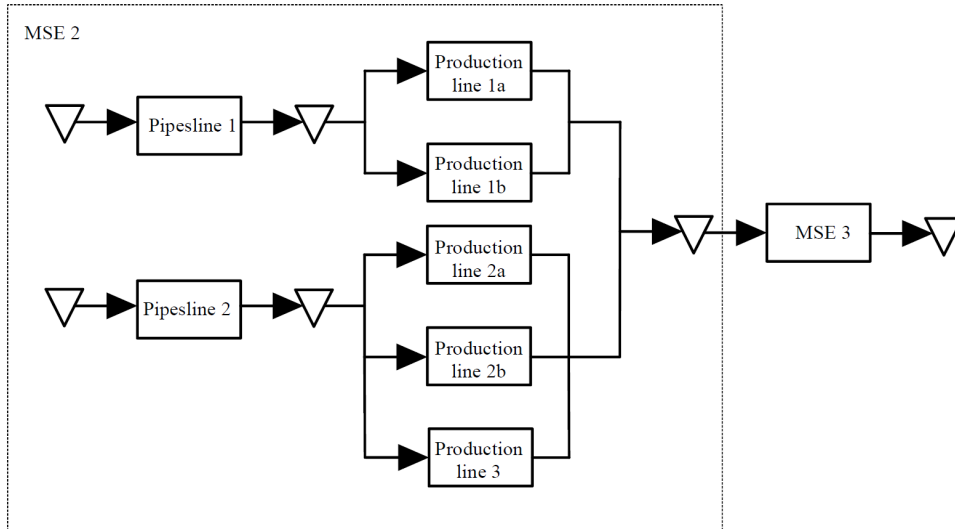 MSE 2
Production
line 1a
Pipesline 1
Production
line 1b
Production
line 2a
MSE 3
Pipesline 2
Production
line 2b
Production
line 3